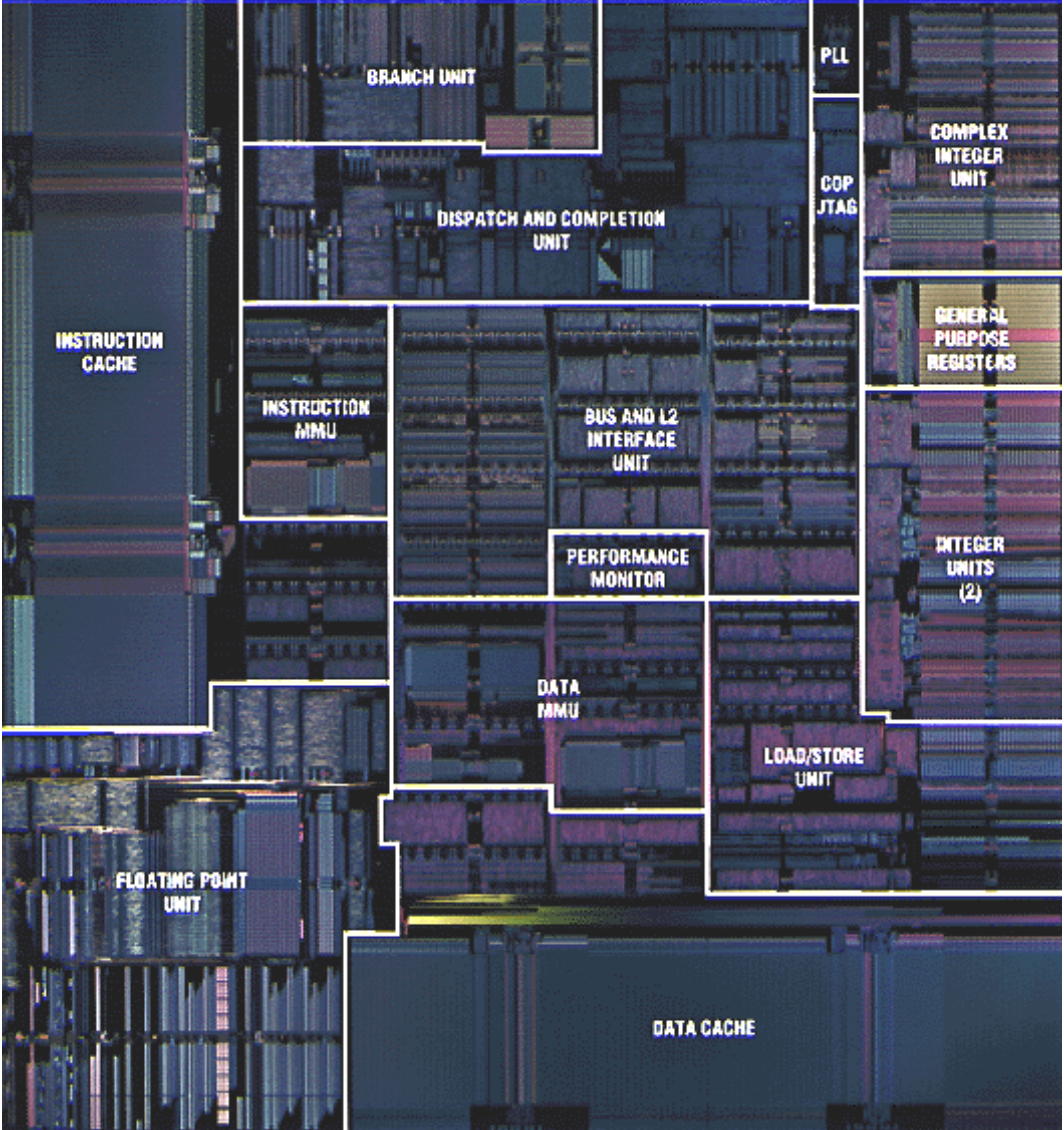 BRANCH UNIT
PLL
COMPLEX
INTEGER
UNIT
COP
JTAG
DISPATCH AND COMPLETION
UNIT
INSTRUCTION
CACHE
GENERAL
PURPOSE
REGISTERS
INSTRUCTION
MMU
BUS AND L2
INTERFACE
UNIT
PERFORMANCE
MONITOR
INTEGER
UNITS
(2)
DATA
MMU
LOAD/STORE
UNIT
FLOATING POINT
UNIT
DATA CACHE